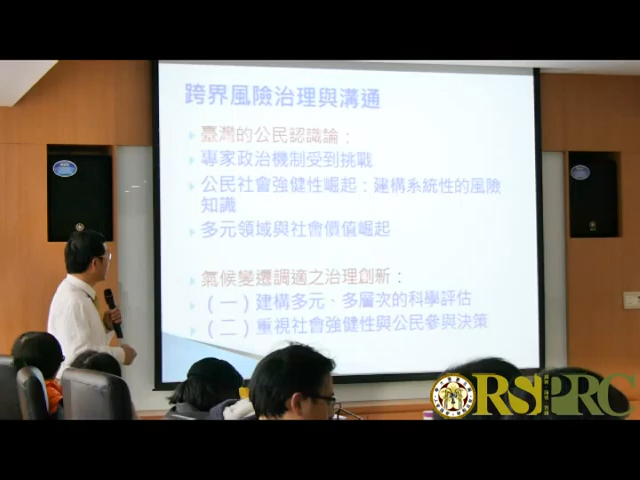 跨界風險治理與溝通
臺灣的公民認識論：
專家政治機制受到挑戰
公民社會強健性崛起：建構系統性的風險
知識
多元領域與社會價值崛起
氣候變遷調適之治理創新：
（一）建構多元、多層次的科學評估
（二）重視社會強健性與公民參與決策
RSPRC